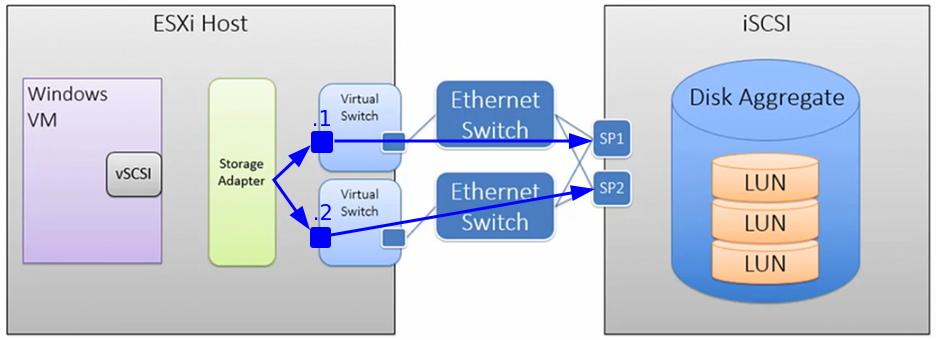 ESXi Host
iSCSI
Windows
VM
vSCSI
Storage
Adapter
Virtual
Switch
.1
Virtual
Switch
.2
Ethernet
Switch
Ethernet
Switch
SP1
SP2
Disk Aggregate
LUN
LUN
LUN